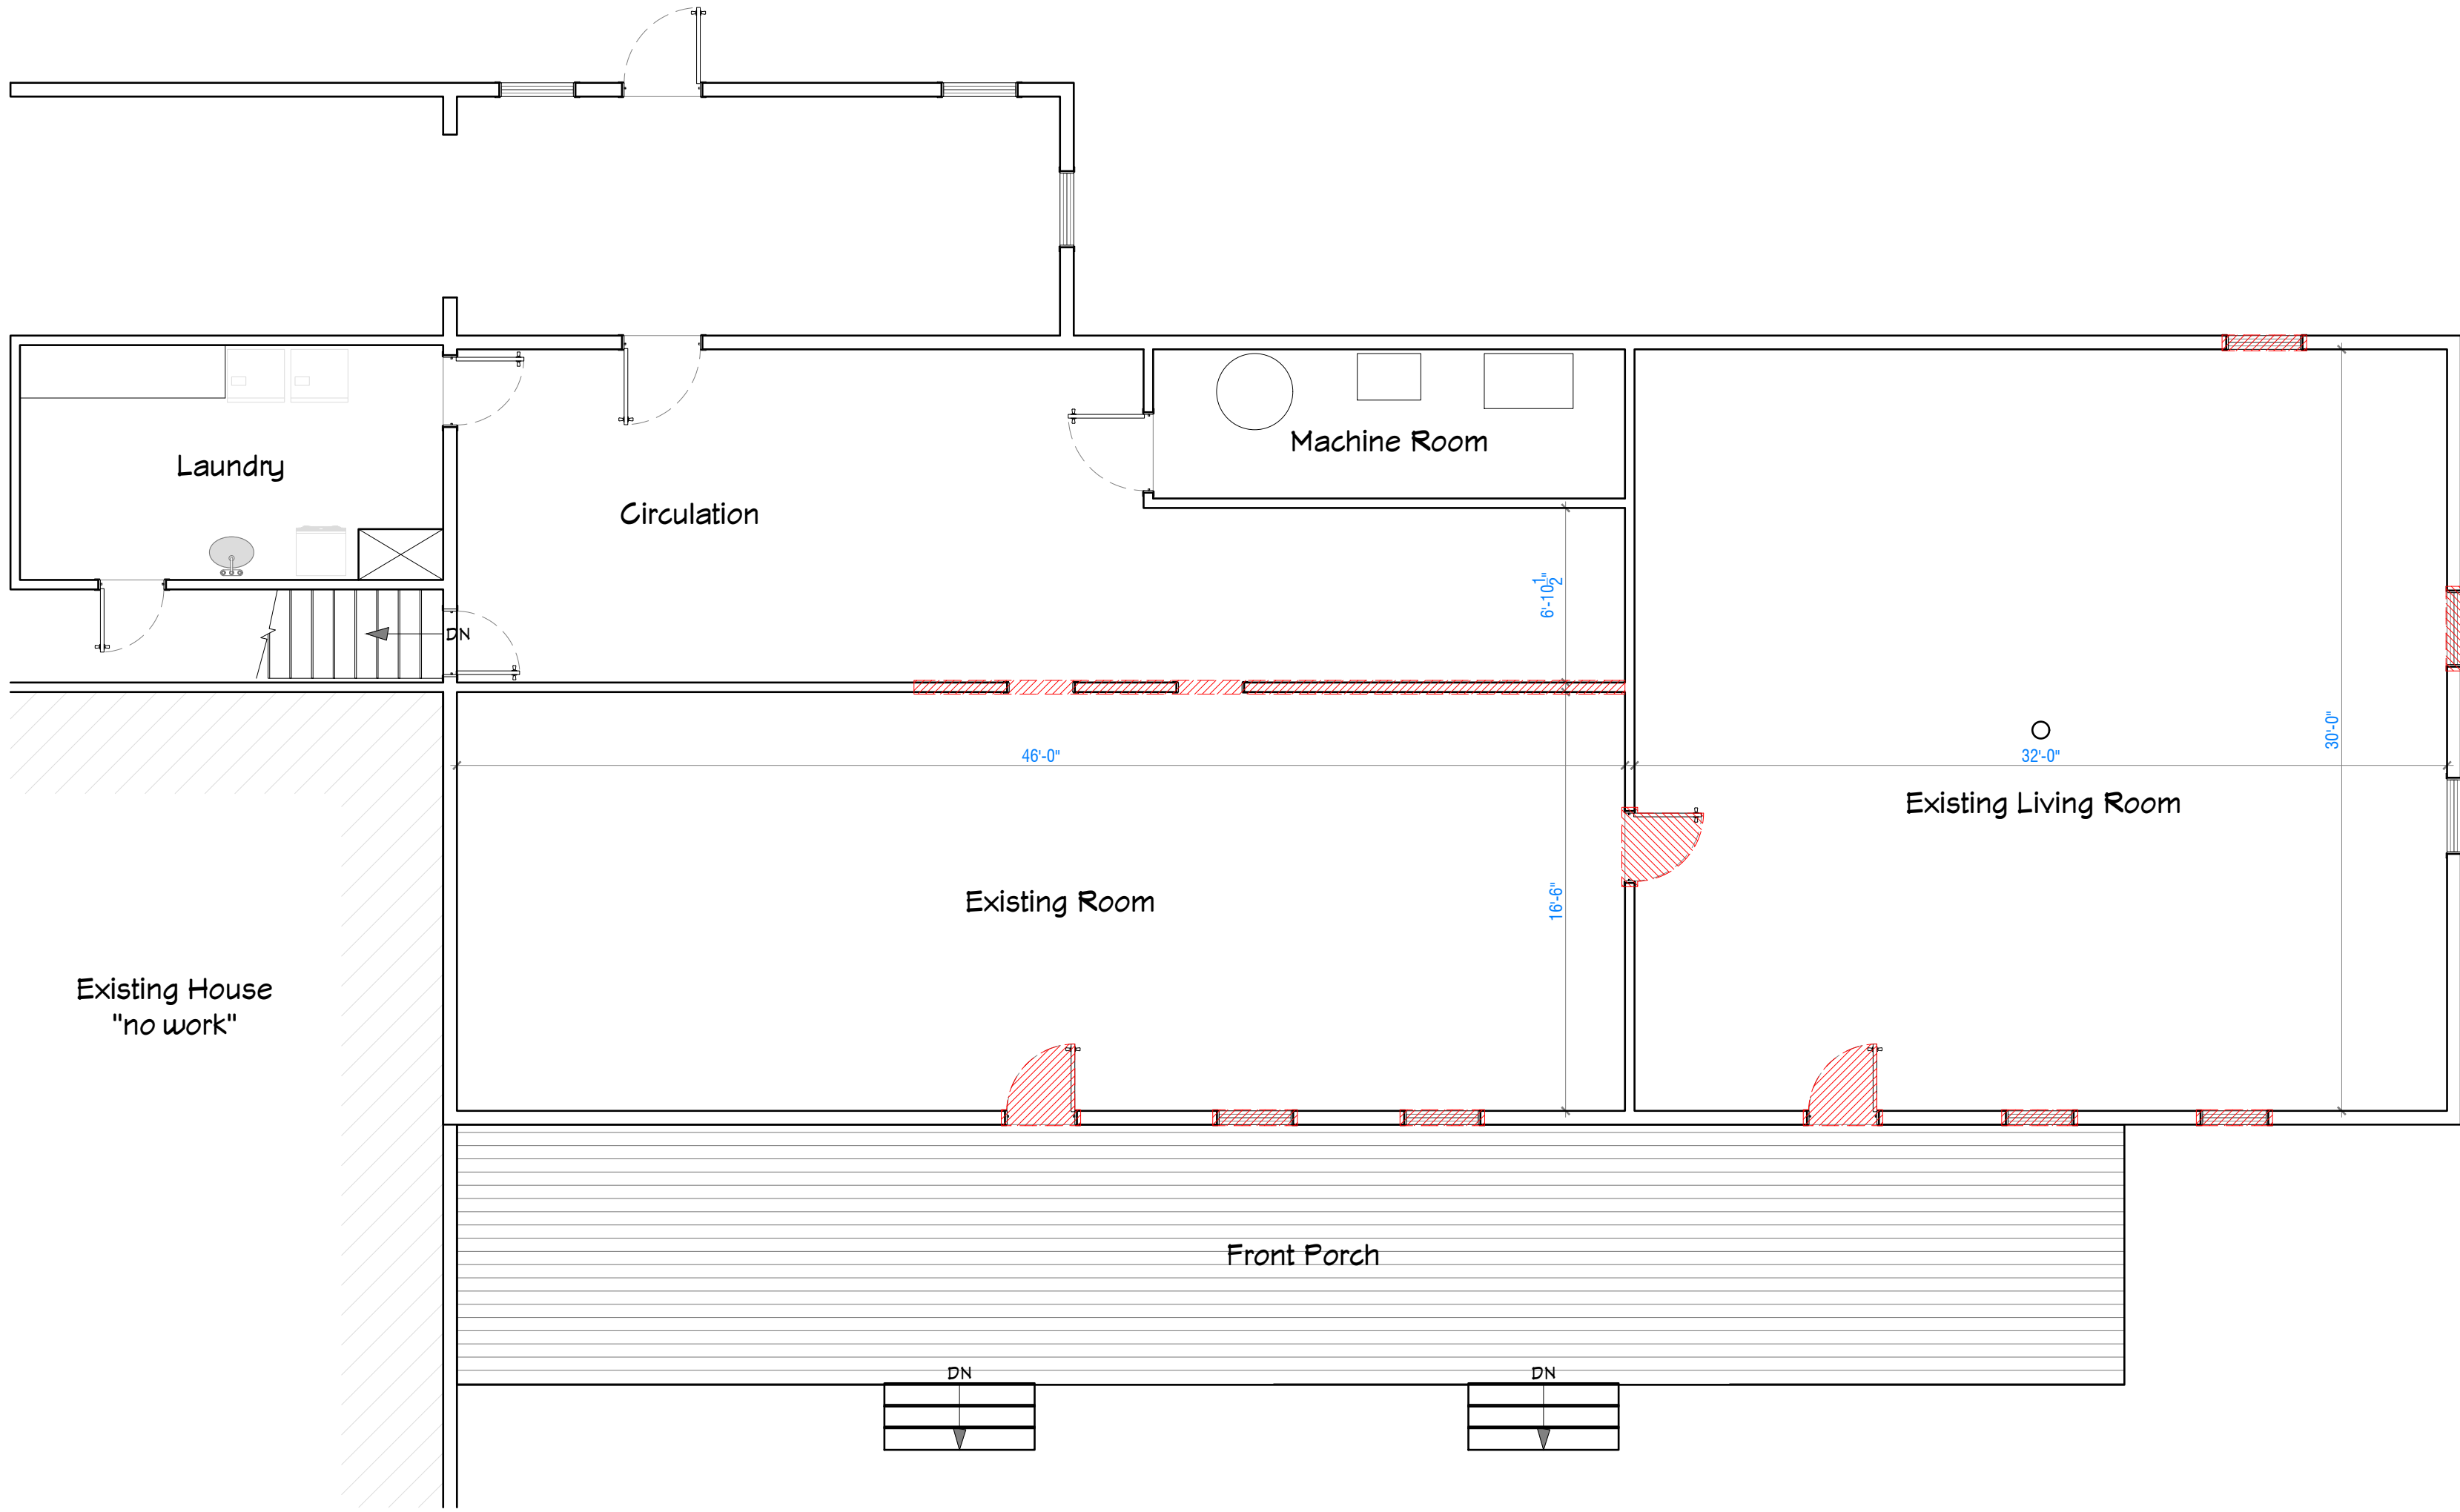 Machine Room
Laundry
Circulation
6'-10 1/2"
DN
30'-0"
46'-0"
32'-0"
Existing Living Room
16'-6"
Existing Room
Existing House
"no work"
Front Porch
DN
DN